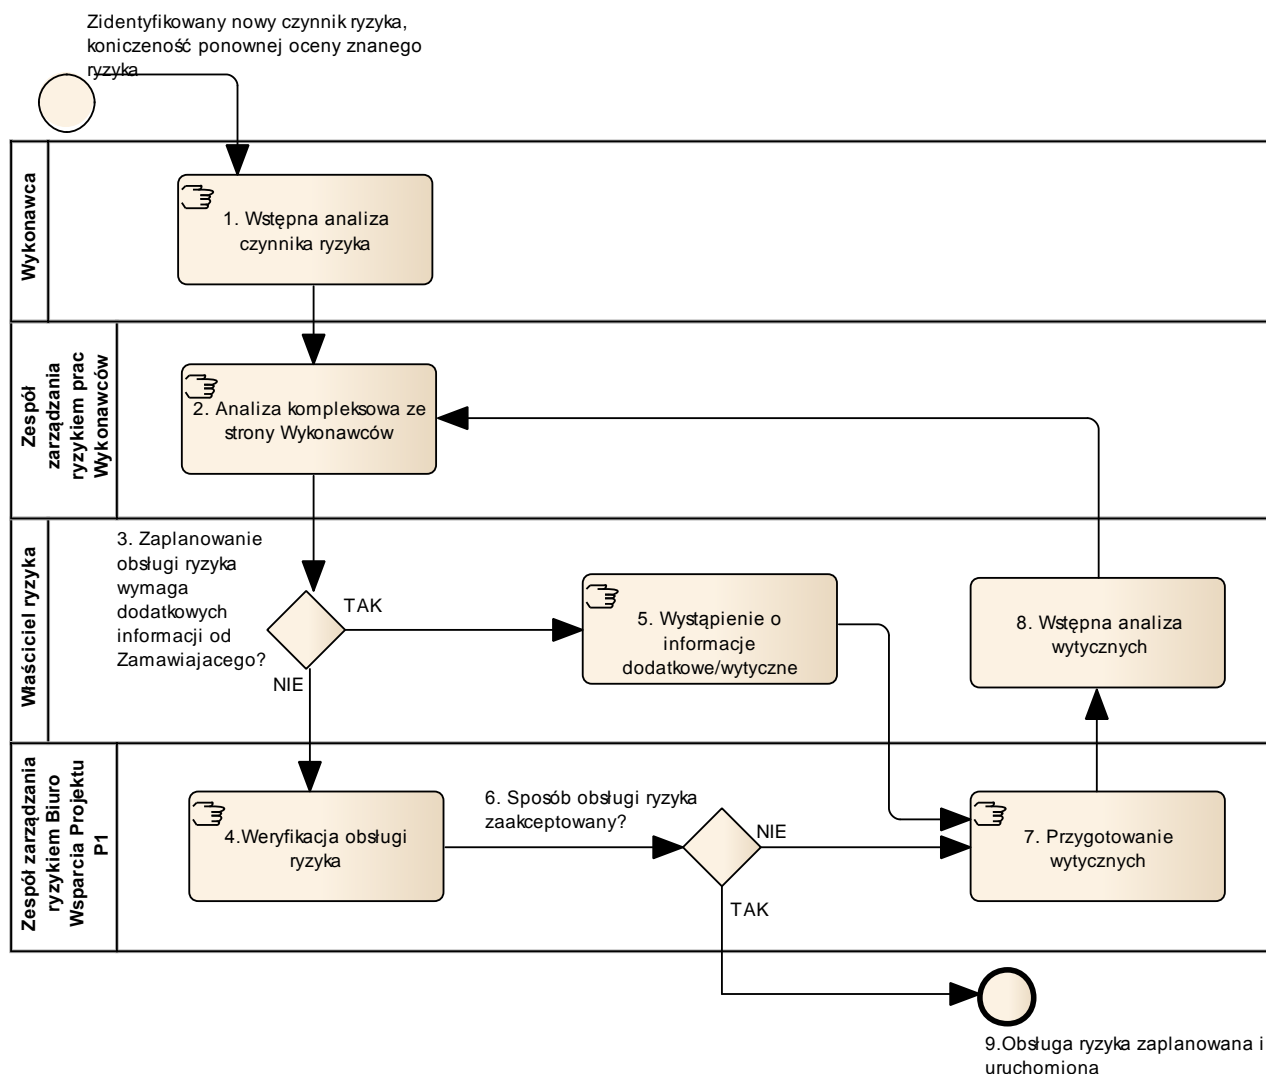 Zidentyfikowany nowy czynnik ryzyka,
koniczeność ponownej oceny znanego
ryzyka
Wykonawca
1. Wstępna analiza
czynnika ryzyka
Zespół
zarządzania
ryzykiem prac
Wykonawców
2. Analiza kompleksowa ze
strony Wykonawców
Właściciel ryzyka
3. Zaplanowanie
obsługi ryzyka
wymaga
dodatkowych
informacji od
Zamawiajacego?
TAK
NIE
5. Wystąpienie o
informacje
dodatkowe/wytyczne
8. Wstępna analiza
wytycznych
Zespół zarządzania
ryzykiem Biuro
Wsparcia Projektu
P1
4.Weryfikacja obsługi
ryzyka
6. Sposób obsługi ryzyka
zaakceptowany?
NIE
TAK
7. Przygotowanie
wytycznych
9.Obsługa ryzyka zaplanowana i
uruchomiona